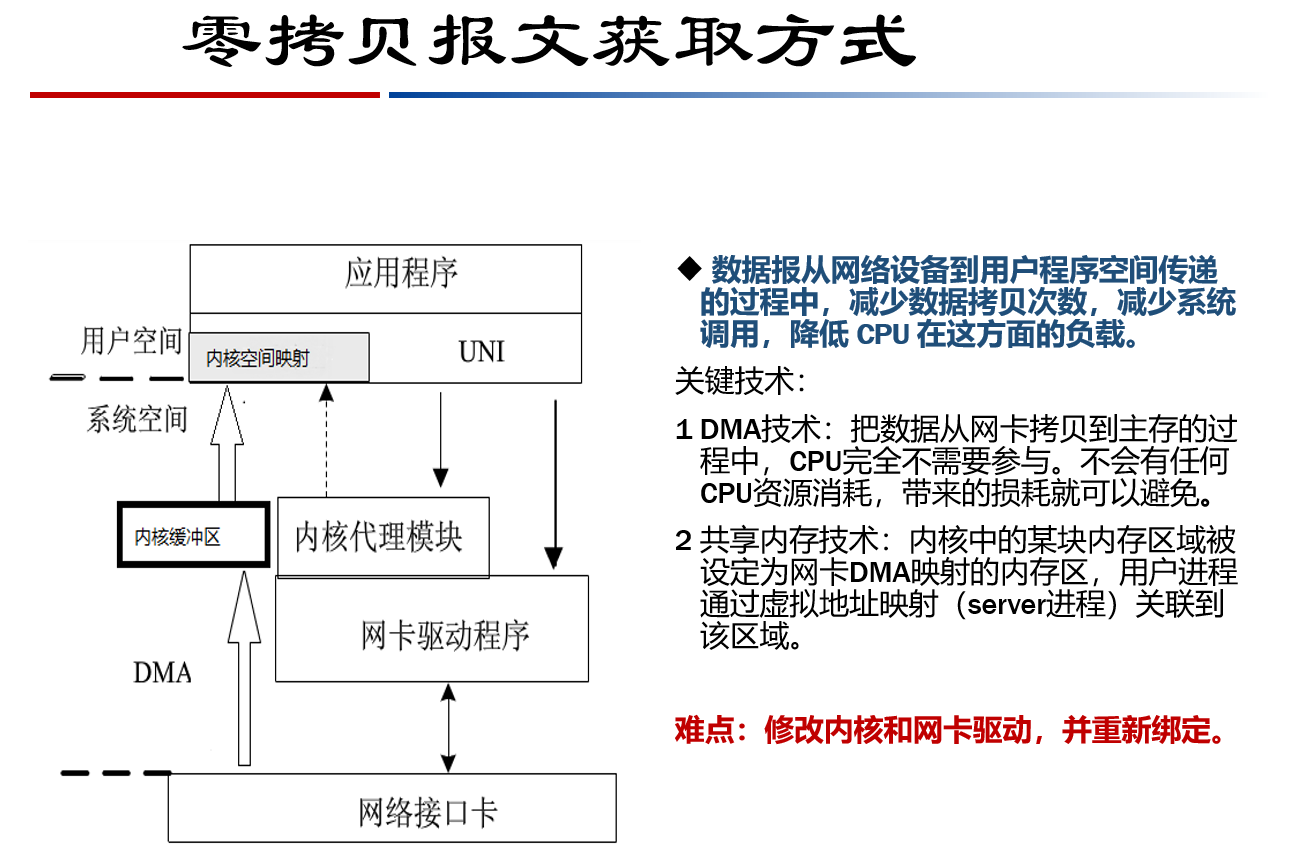 零拷贝报文获取方式
应用程序
用户空间
内核空间映射
UNI
系统空间
内核缓冲区
内核代理模块
网卡驱动程序
DMA
网络接口卡
◆ 数据报从网络设备到用户程序空间传递
的过程中，减少数据拷贝次数，减少系统
调用，降低 CPU 在这方面的负载。
关键技术：
1 DMA技术：把数据从网卡拷贝到主存的过
程中，CPU完全不需要参与。不会有任何
CPU资源消耗，带来的损耗就可以避免。
2 共享内存技术：内核中的某块内存区域被
设定为网卡DMA映射的内存区，用户进程
通过虚拟地址映射（server进程）关联到
该区域。
难点：修改内核和网卡驱动，并重新绑定。